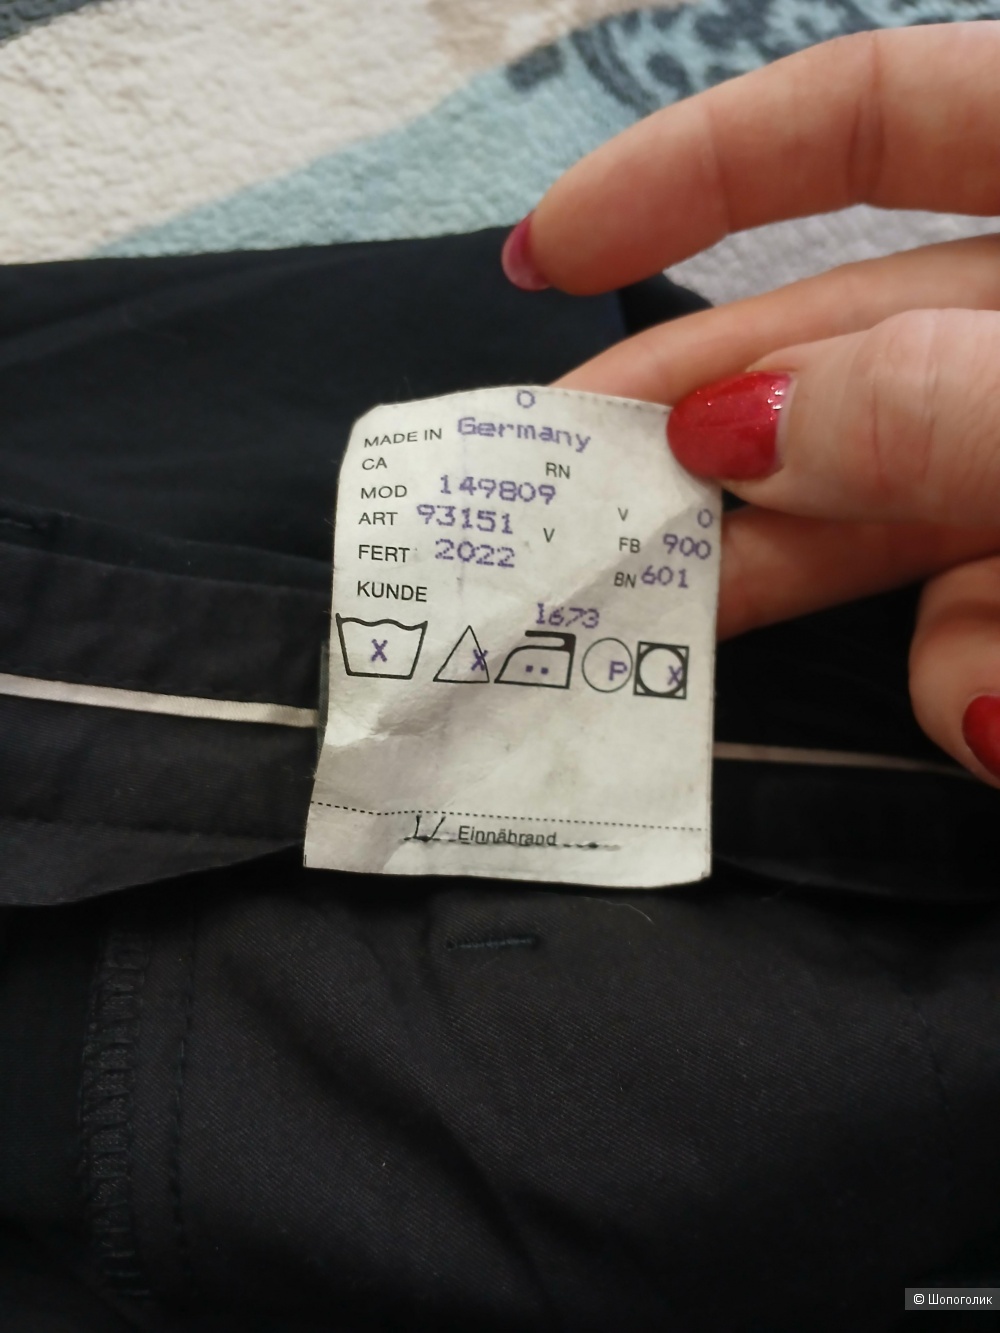 0
MADE IN Germany
CA RN
MOD 149809
ART 93151 V V 0
FERT 2022 FB 900
KUNDE BN 601
1673
X X P X
Einnährand
© Шопоголик